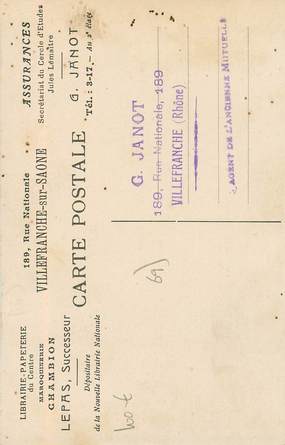 LIBRAIRIE-PAPETERIE
du Centre
MAROQUINERIE
CHAMBION
LEPAS, Successeur
Dépositaire
de la Nouvelle Librairie Nationale
189, Rue Nationale
VILLEFRANCHE-sur-SAONE
CARTE POSTALE
ASSURANCES
Secrétariat du Cercle d'Etudes
Jules Lemaître
G. JANOT
Tél.: 3-17. — Au 2e étage
G. JANOT
189, Rue Nationale, 189
VILLEFRANCHE (Rhône)
AGENT DE L'ANCIENNE MUTUELLE
69)